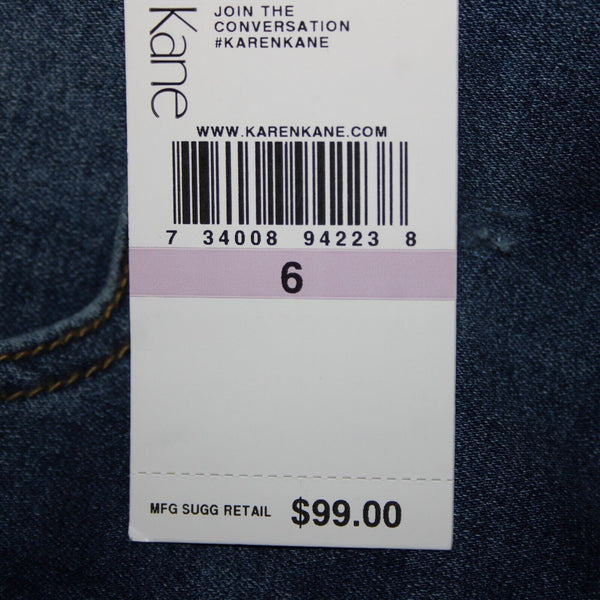 Kane
JOIN THE
CONVERSATION
#KARENKANE
WWW.KARENKANE.COM
7 34008 94223 8
6
MFG SUGG RETAIL $99.00